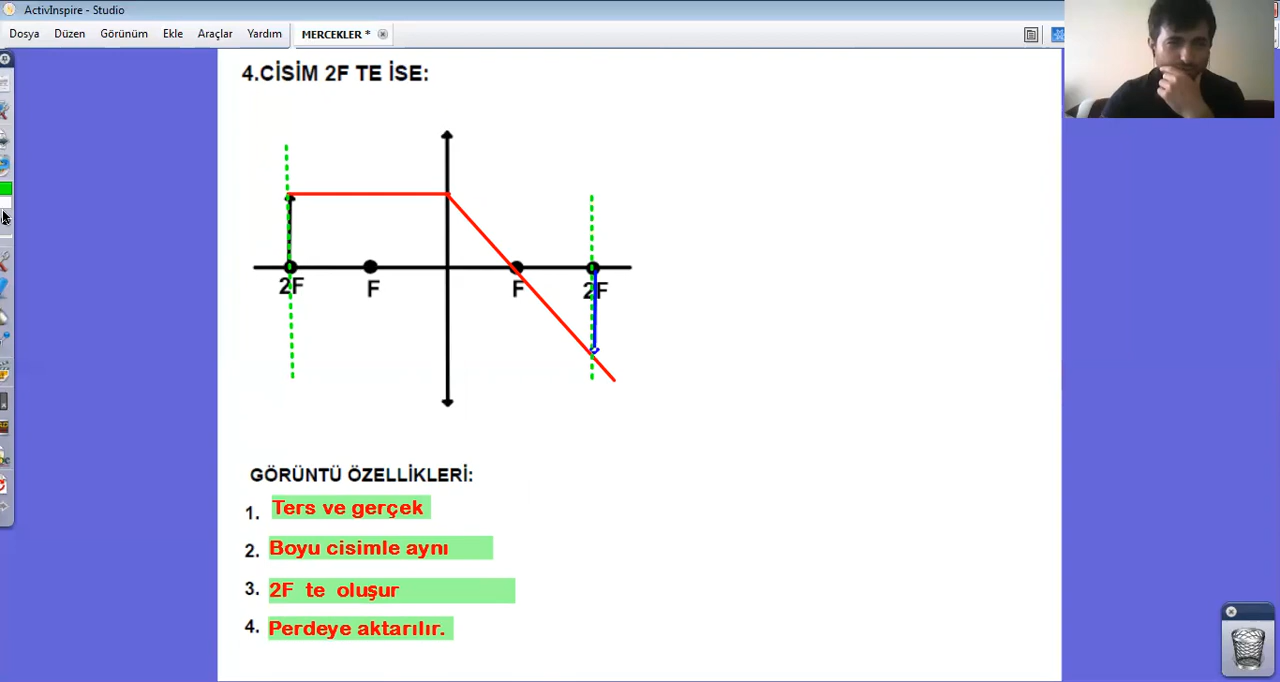 ActivInspire - Studio
Dosya Düzen Görünüm Ekle Araçlar Yardım MERCEKLER *
4.CİSİM 2F TE İSE:
2F F F 2F
GÖRÜNTÜ ÖZELLİKLERİ:
1. Ters ve gerçek
2. Boyu cisimle aynı
3. 2F te oluşur
4. Perdeye aktarılır.